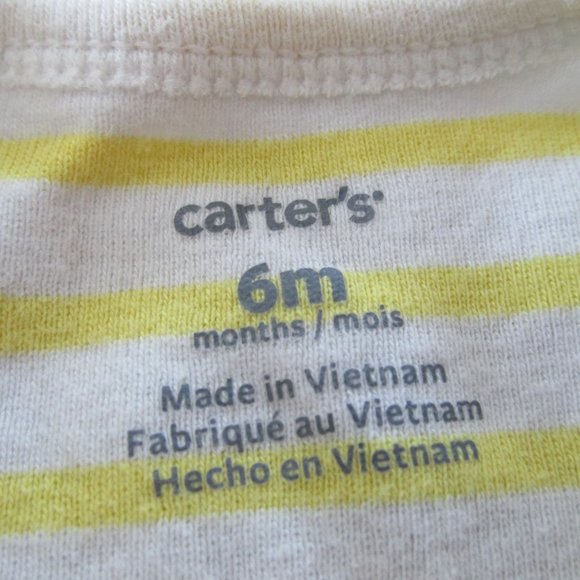 carter's
6m
months / mois
Made in Vietnam
Fabriqué au Vietnam
Hecho en Vietnam